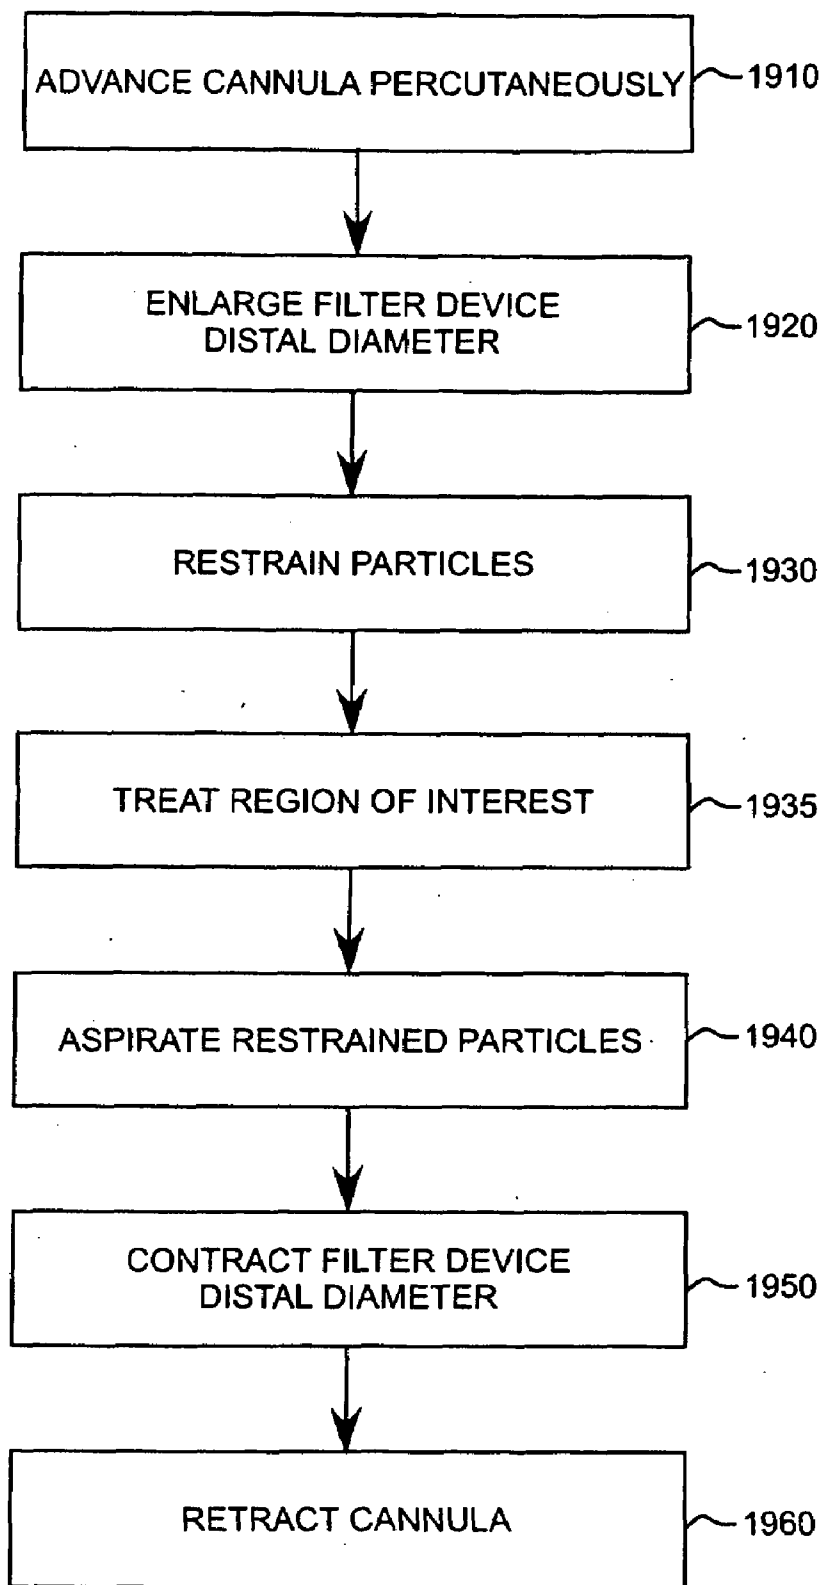 ADVANCE CANNULA PERCUTANEOUSLY
1910
ENLARGE FILTER DEVICE
DISTAL DIAMETER
1920
RESTRAIN PARTICLES
1930
TREAT REGION OF INTEREST
1935
ASPIRATE RESTRAINED PARTICLES
1940
CONTRACT FILTER DEVICE
DISTAL DIAMETER
1950
RETRACT CANNULA
1960